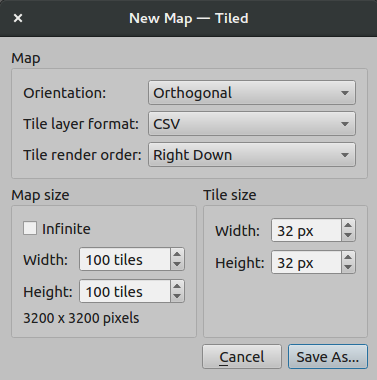 New Map — Tiled
Map
Orientation: Orthogonal
Tile layer format: CSV
Tile render order: Right Down
Map size
Infinite
Width: 100 tiles
Height: 100 tiles
3200 x 3200 pixels
Tile size
Width: 32 px
Height: 32 px
Cancel Save As...